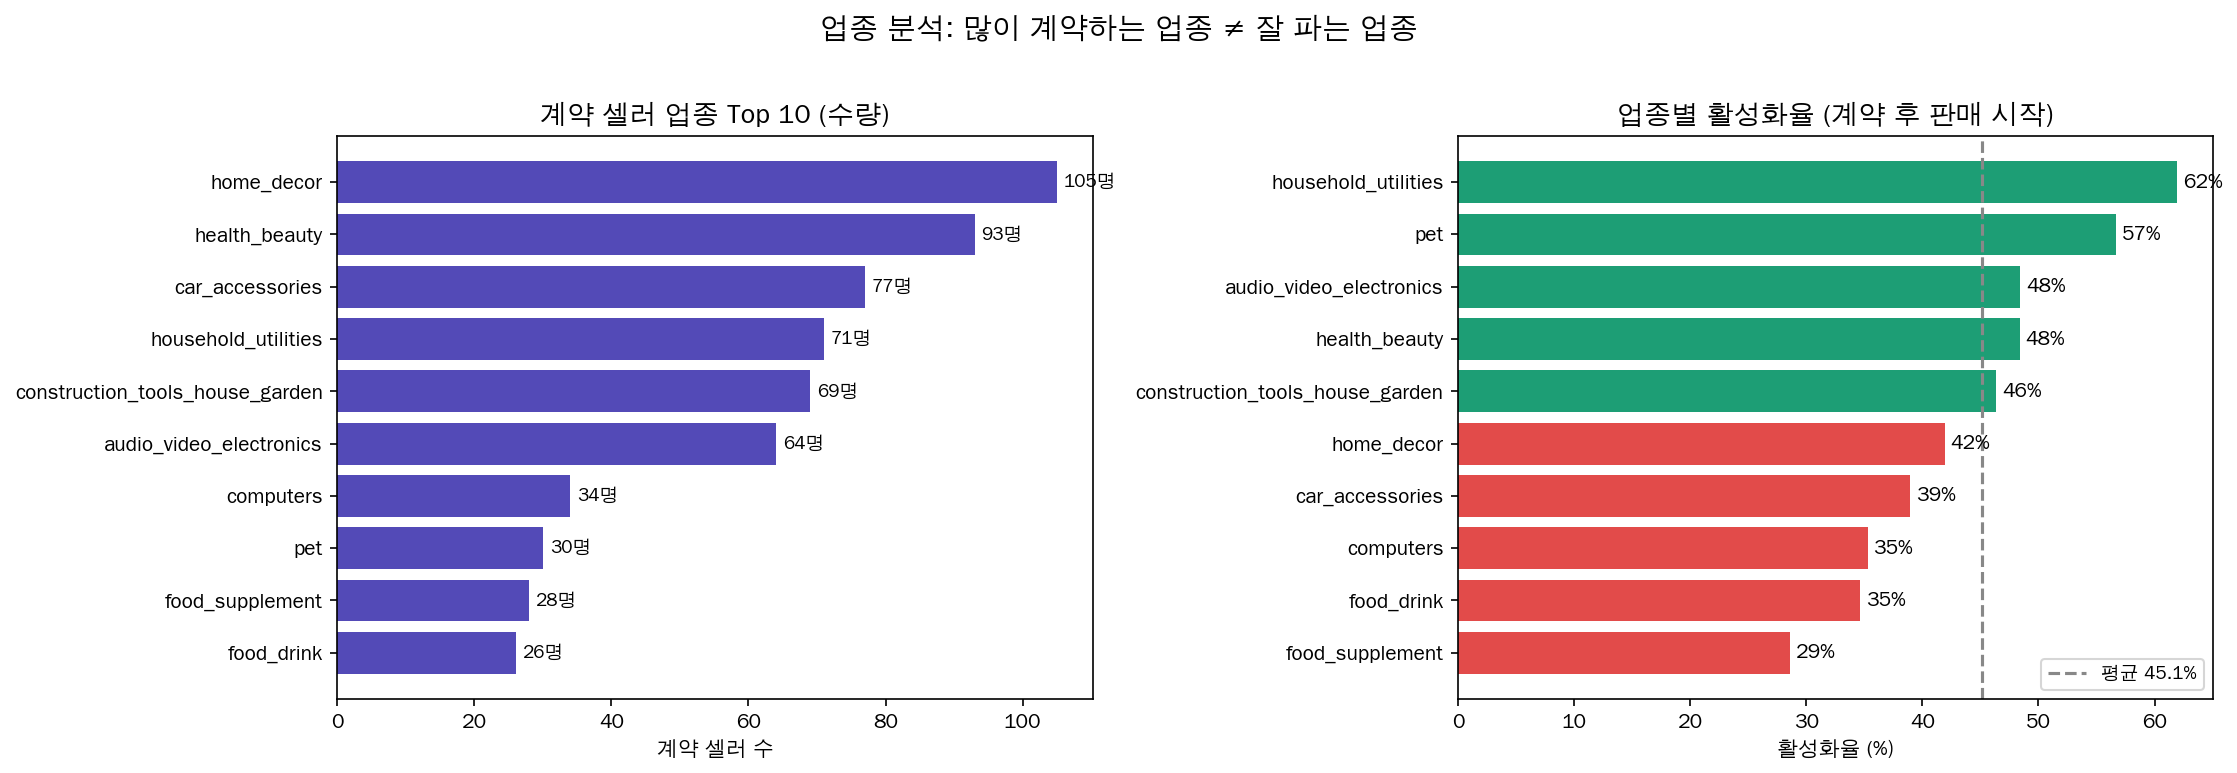 업종 분석: 많이 계약하는 업종 ≠ 잘 파는 업종
계약 셀러 업종 Top 10 (수량)
home_decor 105명
health_beauty 93명
car_accessories 77명
household_utilities 71명
construction_tools_house_garden 69명
audio_video_electronics 64명
computers 34명
pet 30명
food_supplement 28명
food_drink 26명
0 20 40 60 80 100
계약 셀러 수
업종별 활성화율 (계약 후 판매 시작)
household_utilities 62%
pet 57%
audio_video_electronics 48%
health_beauty 48%
construction_tools_house_garden 46%
home_decor 42%
car_accessories 39%
computers 35%
food_drink 35%
food_supplement 29%
평균 45.1%
0 10 20 30 40 50 60
활성화율 (%)